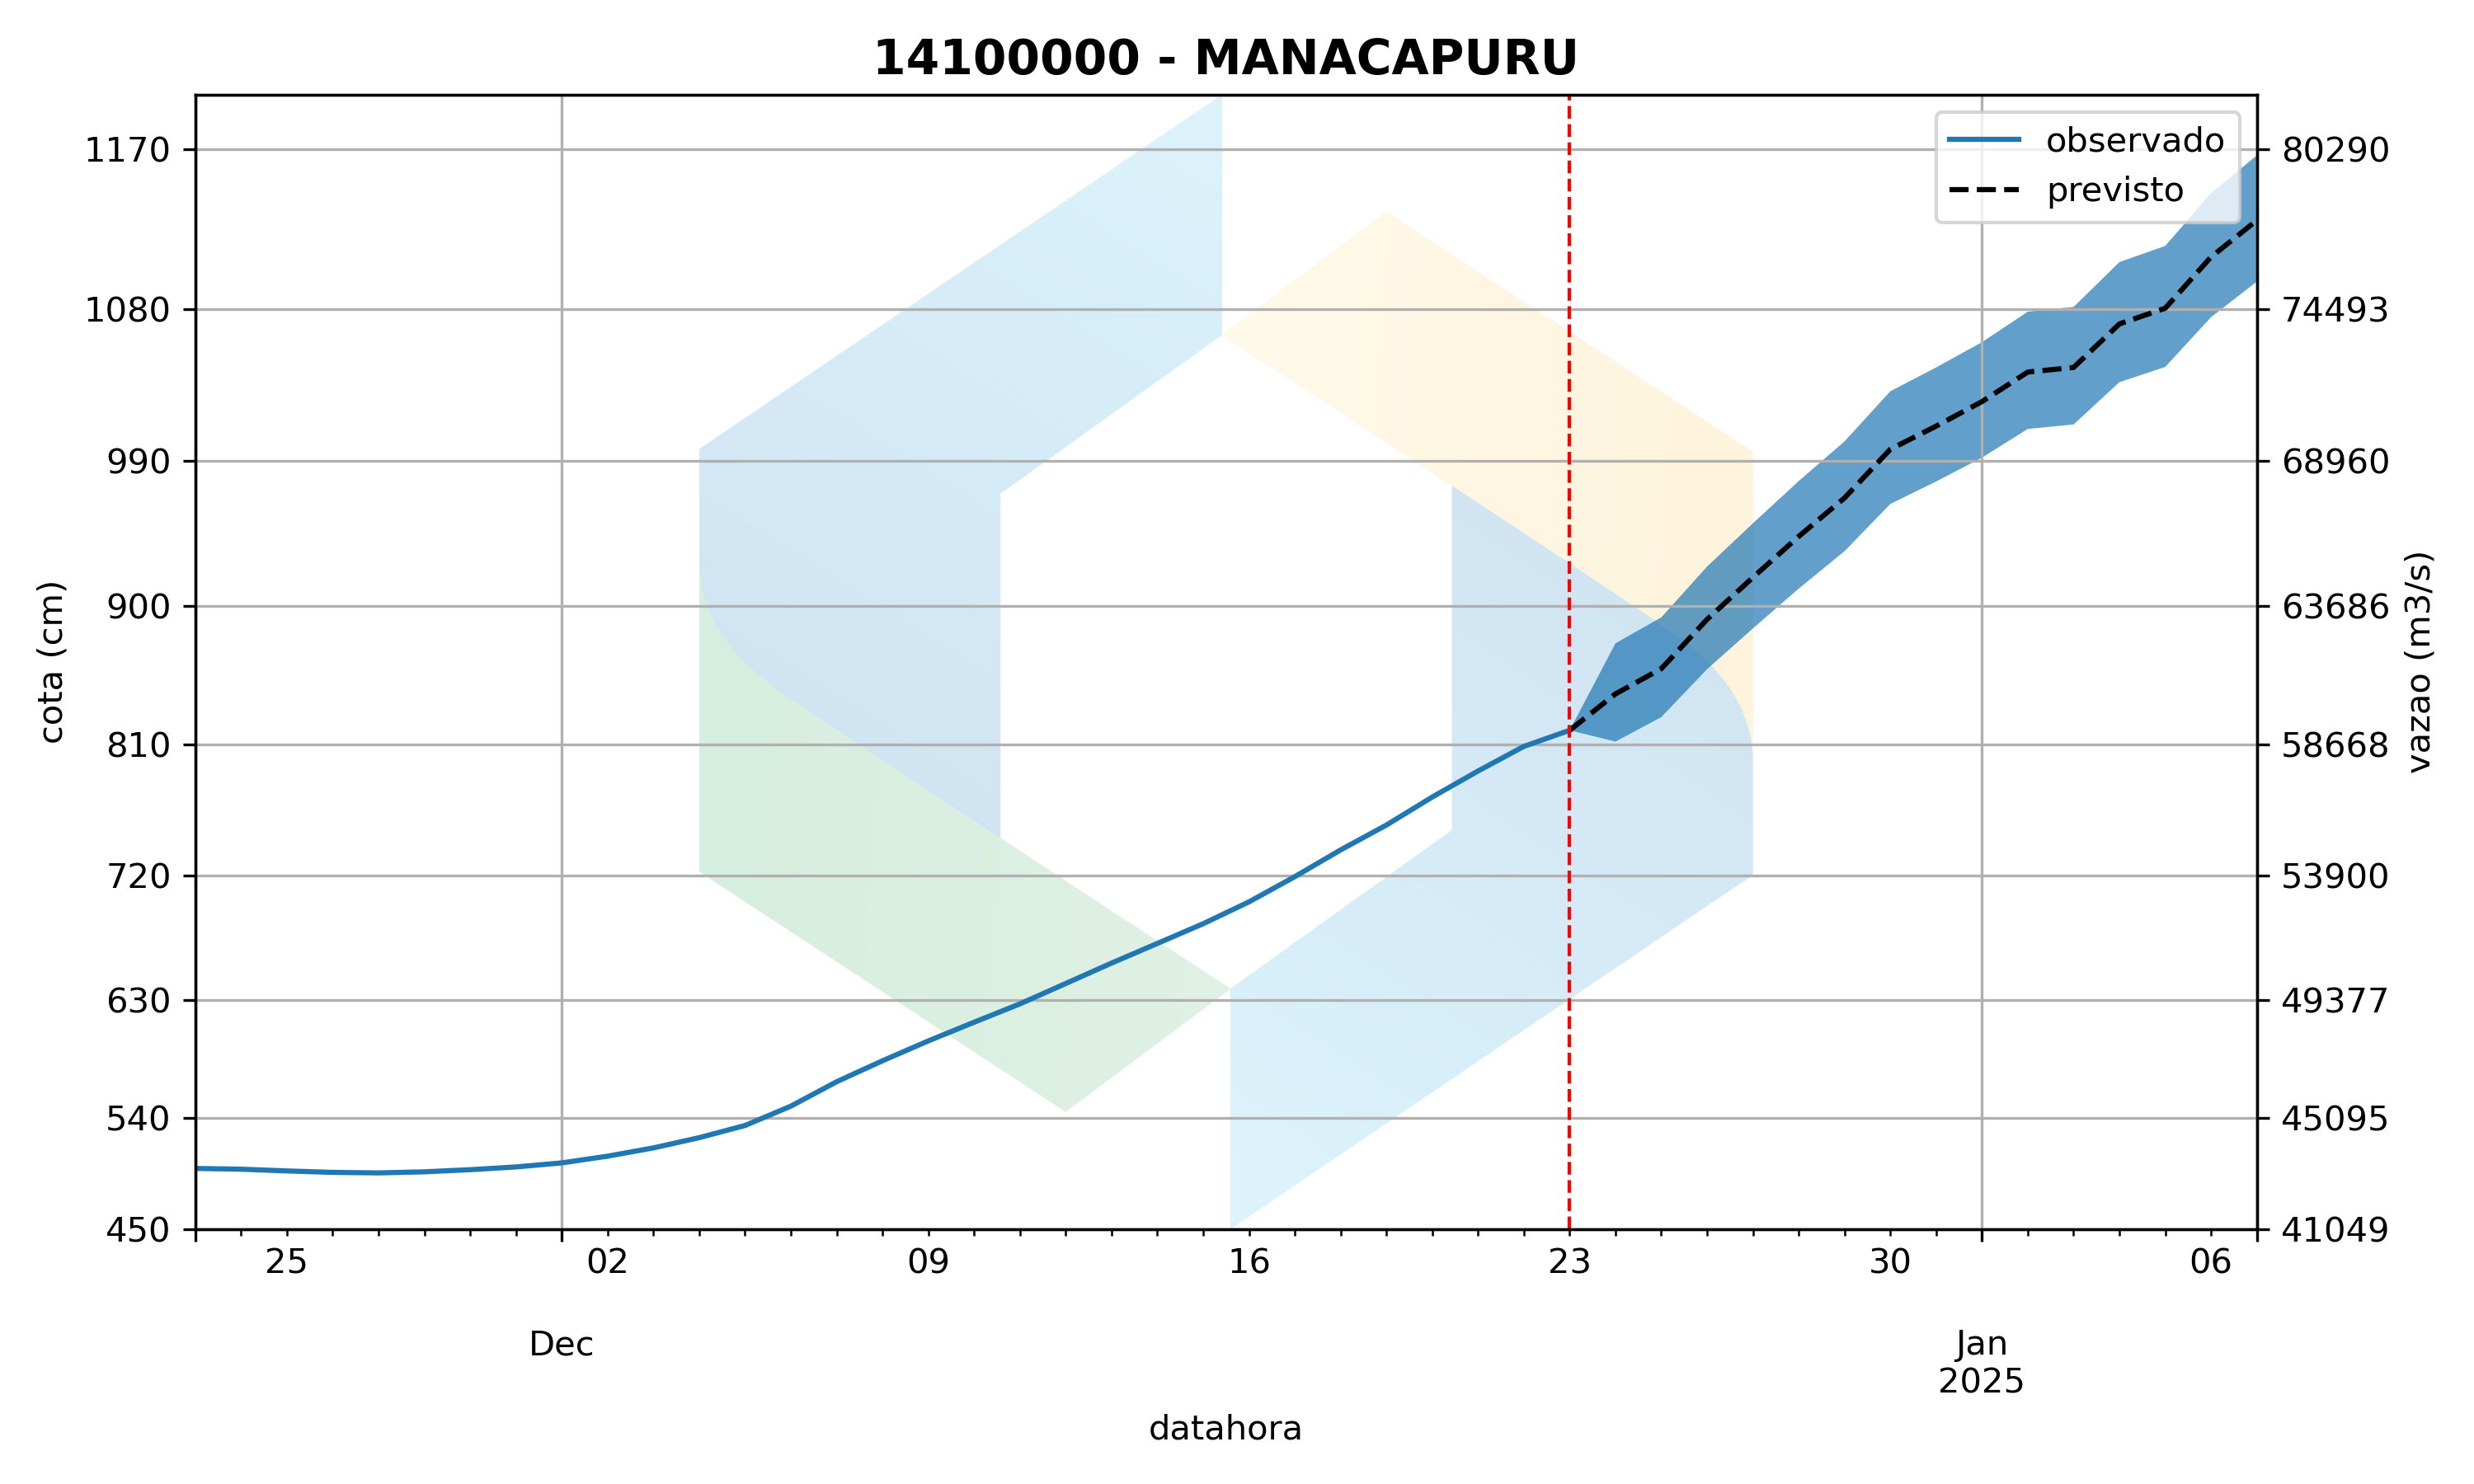 14100000 - MANACAPURU
observado
previsto
cota (cm)
1170
1080
990
900
810
720
630
540
450
80290
74493
68960
63686
58668
53900
49377
45095
41049
vazao (m3/s)
25 02 09 16 23 30 06
Dec Jan
2025
datahora